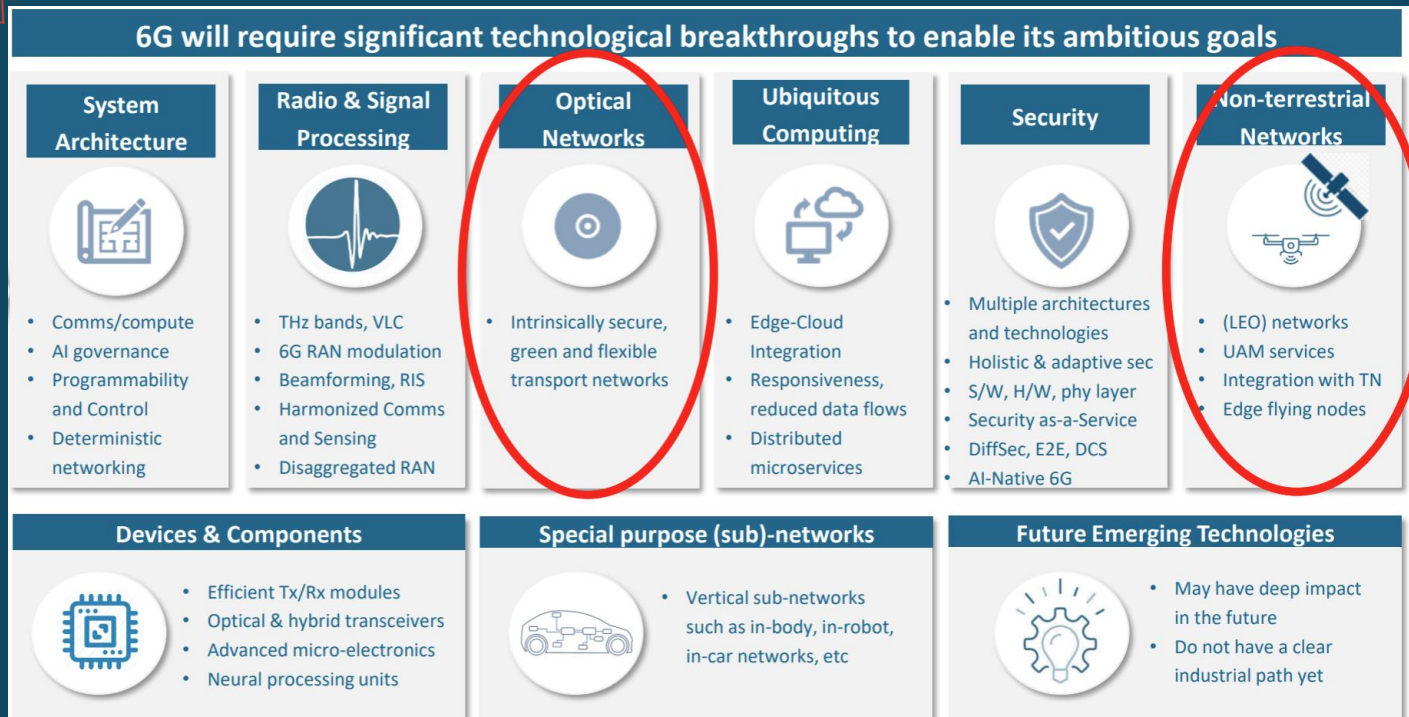 6G will require significant technological breakthroughs to enable its ambitious goals
System
Architecture
• Comms/compute
• AI governance
• Programmability
and Control
• Deterministic
networking
Radio & Signal
Processing
• THz bands, VLC
• 6G RAN modulation
• Beamforming, RIS
• Harmonized Comms
and Sensing
• Disaggregated RAN
Optical
Networks
• Intrinsically secure,
green and flexible
transport networks
Ubiquitous
Computing
• Edge-Cloud
Integration
• Responsiveness,
reduced data flows
• Distributed
microservices
Security
• Multiple architectures
and technologies
• Holistic & adaptive sec
• S/W, H/W, phy layer
• Security as-a-Service
• DiffSec, E2E, DCS
• AI-Native 6G
Non-terrestrial
Networks
• (LEO) networks
• UAM services
• Integration with TN
• Edge flying nodes
Devices & Components
• Efficient Tx/Rx modules
• Optical & hybrid transceivers
• Advanced micro-electronics
• Neural processing units
Special purpose (sub)-networks
• Vertical sub-networks
such as in-body, in-robot,
in-car networks, etc
Future Emerging Technologies
• May have deep impact
in the future
• Do not have a clear
industrial path yet